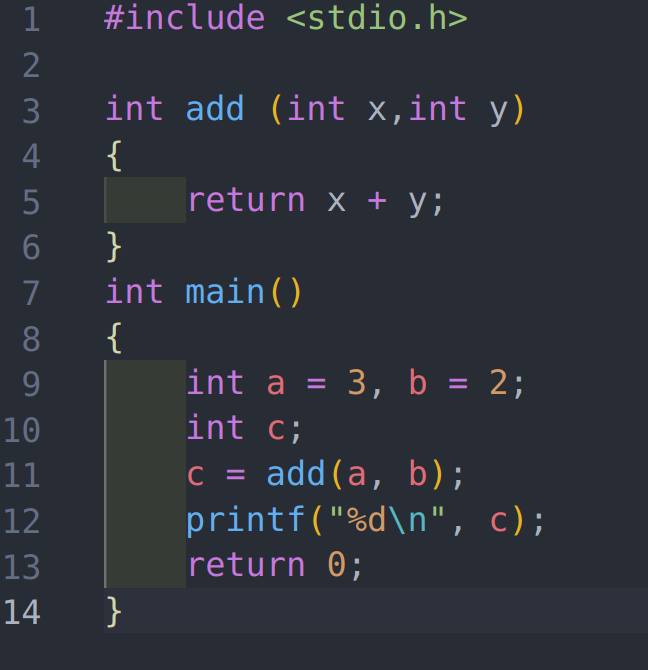 1 #include <stdio.h>
2
3 int add (int x,int y)
4 {
5     return x + y;
6 }
7 int main()
8 {
9     int a = 3, b = 2;
10     int c;
11     c = add(a, b);
12     printf("%d\n", c);
13     return 0;
14 }